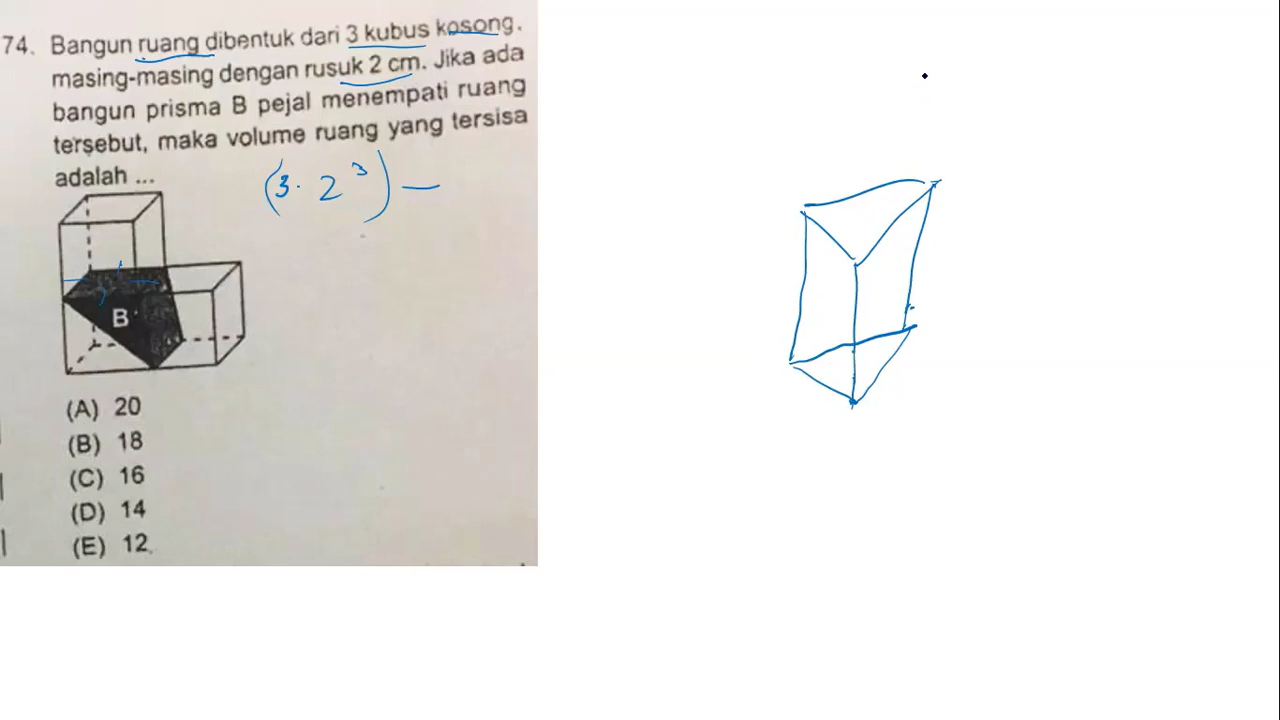 74. Bangun ruang dibentuk dari 3 kubus kosong.
masing-masing dengan rusuk 2 cm. Jika ada
bangun prisma B pejal menempati ruang
tersebut, maka volume ruang yang tersisa
adalah ...
(3. 2³) —
B
(A) 20
(B) 18
(C) 16
(D) 14
(E) 12